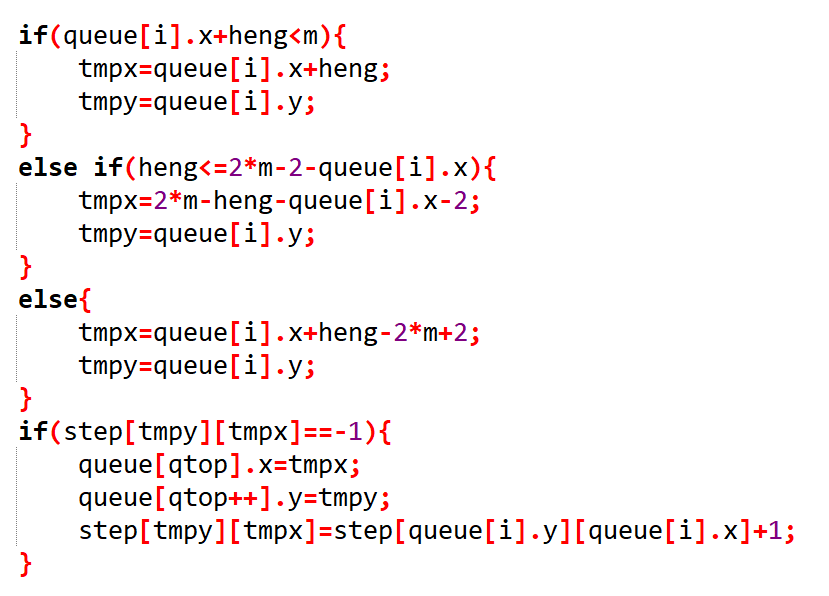 if(queue[i].x+heng<m){
    tmpx=queue[i].x+heng;
    tmpy=queue[i].y;
}
else if(heng<=2*m-2-queue[i].x){
    tmpx=2*m-heng-queue[i].x-2;
    tmpy=queue[i].y;
}
else{
    tmpx=queue[i].x+heng-2*m+2;
    tmpy=queue[i].y;
}
if(step[tmpy][tmpx]==-1){
    queue[qtop].x=tmpx;
    queue[qtop++].y=tmpy;
    step[tmpy][tmpx]=step[queue[i].y][queue[i].x]+1;
}